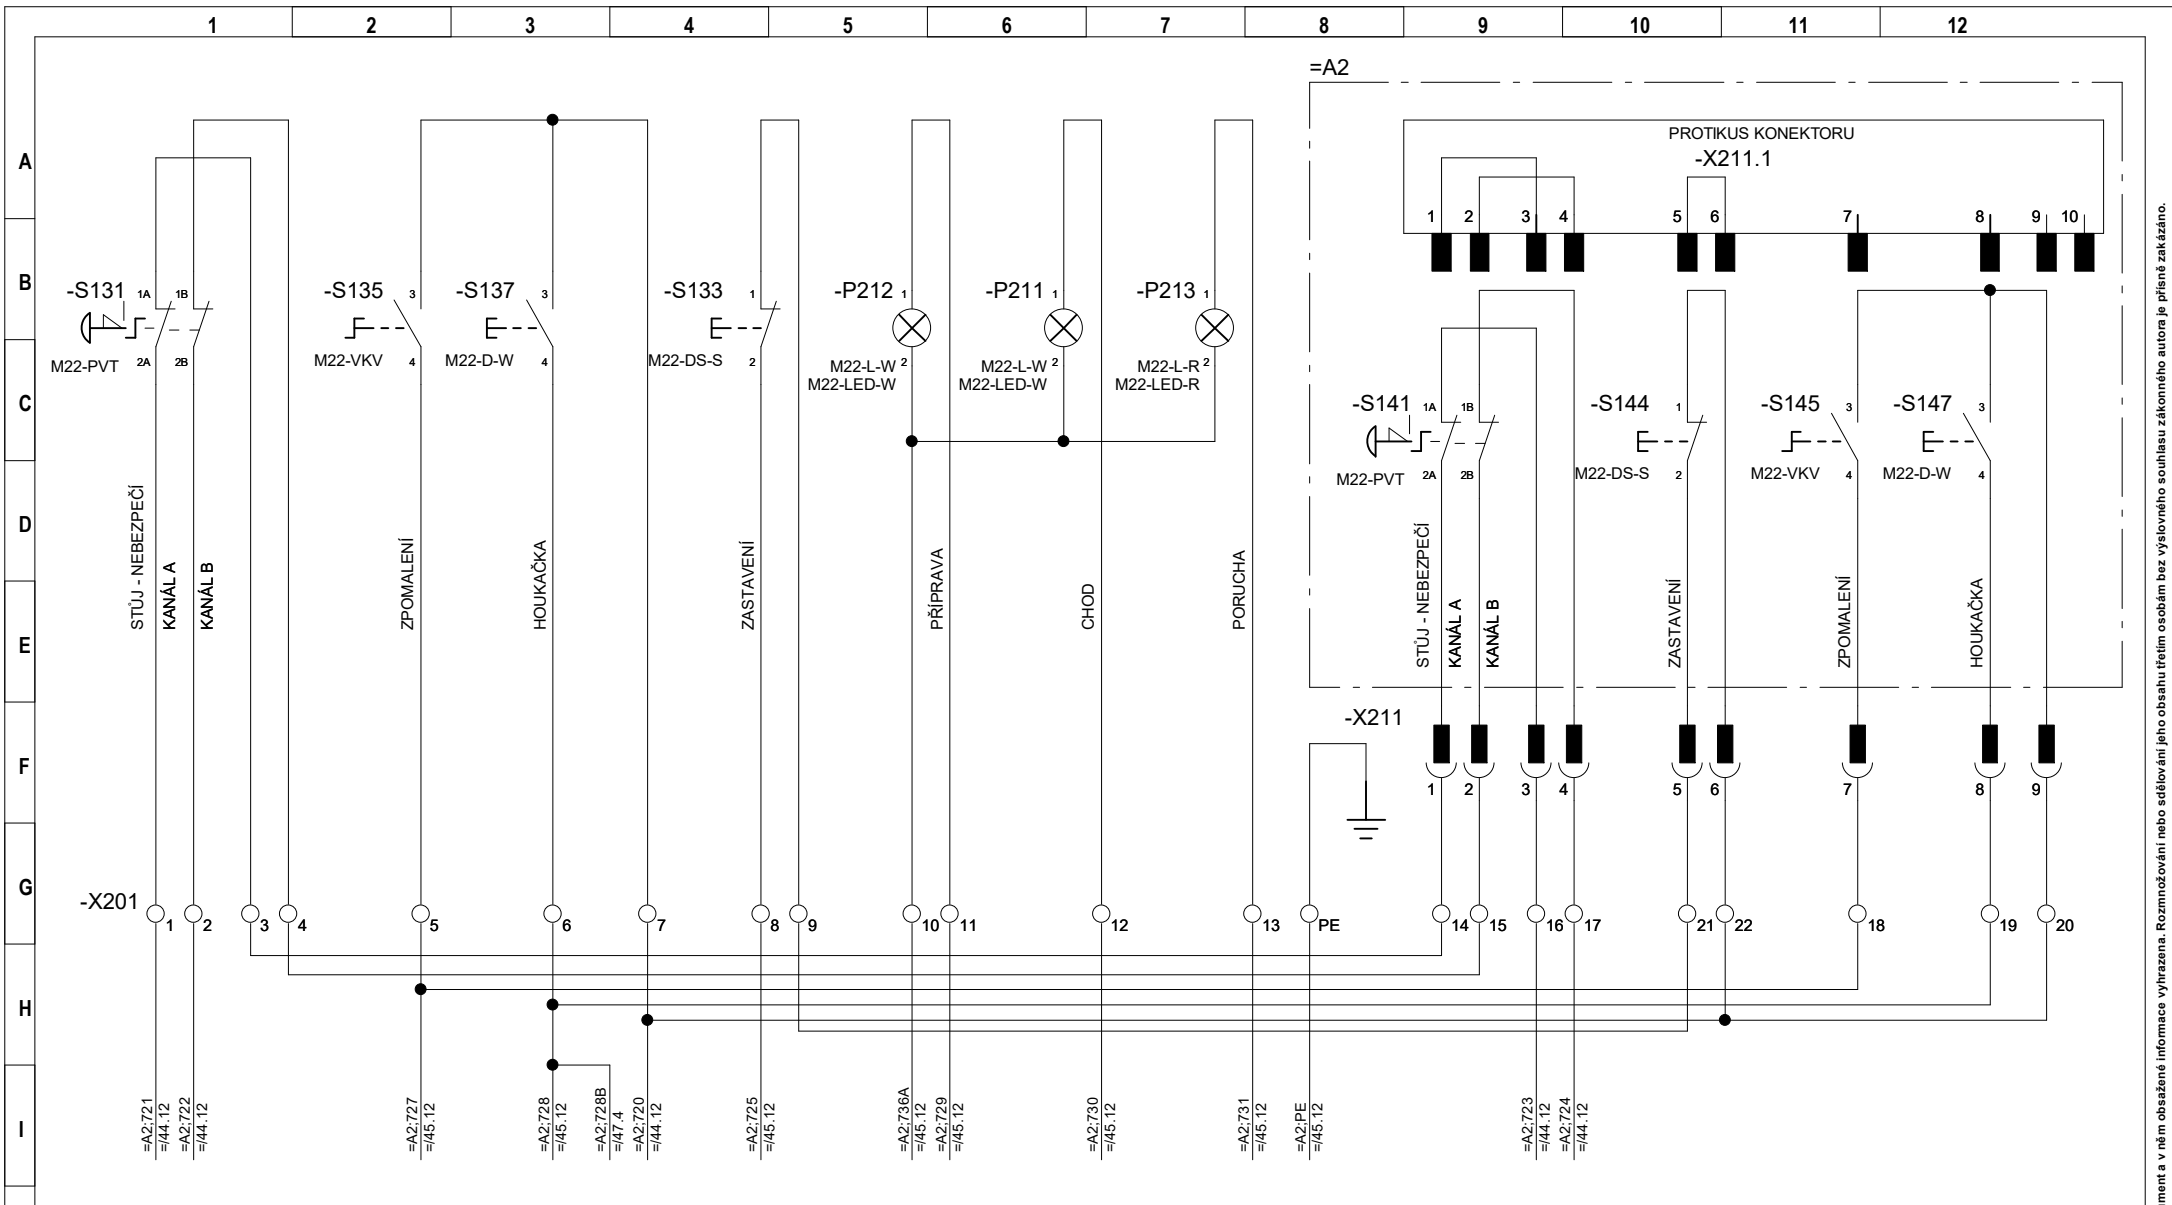 1 2 3 4 5 6 7 8 9 10 11 12
A
B
C
D
E
F
G
H
I
=A2
PROTIKUS KONEKTORU
-X211.1
1 2 3 4 5 6 7 8 9 10
-S131 1A 1B
M22-PVT 2A 2B
-S135 3
M22-VKV 4
-S137 3
M22-D-W 4
-S133 1
M22-DS-S 2
-P212 1
M22-L-W 2
M22-LED-W
-P211 1
M22-L-W 2
M22-LED-W
-P213 1
M22-L-R 2
M22-LED-R
-S141 1A 1B
M22-PVT 2A 2B
-S144 1
M22-DS-S 2
-S145 3
M22-VKV 4
-S147 3
M22-D-W 4
STŮJ - NEBEZPEČÍ
KANÁL A
KANÁL B
ZPOMALENÍ
HOUKAČKA
ZASTAVENÍ
PŘÍPRAVA
CHOD
PORUCHA
STŮJ - NEBEZPEČÍ
KANÁL A
KANÁL B
ZASTAVENÍ
ZPOMALENÍ
HOUKAČKA
-X211
1 2 3 4 5 6 7 8 9
-X201
1 2 3 4 5 6 7 8 9 10 11 12 13 PE 14 15 16 17 21 22 18 19 20
=A2;721
=/44.12
=A2;722
=/44.12
=A2;727
=/45.12
=A2;728
=/45.12
=A2;728B
=/47.4
=A2;720
=/44.12
=A2;725
=/45.12
=A2;736A
=/45.12
=A2;729
=/45.12
=A2;730
=/45.12
=A2;731
=/45.12
=A2;PE
=/45.12
=A2;723
=/44.12
=A2;724
=/44.12
ment a v něm obsažené informace vyhrazena. Rozmnožování nebo sdělování jeho obsahu třetím osobám bez výslovného souhlasu zákonného autora je přísně zakázáno.